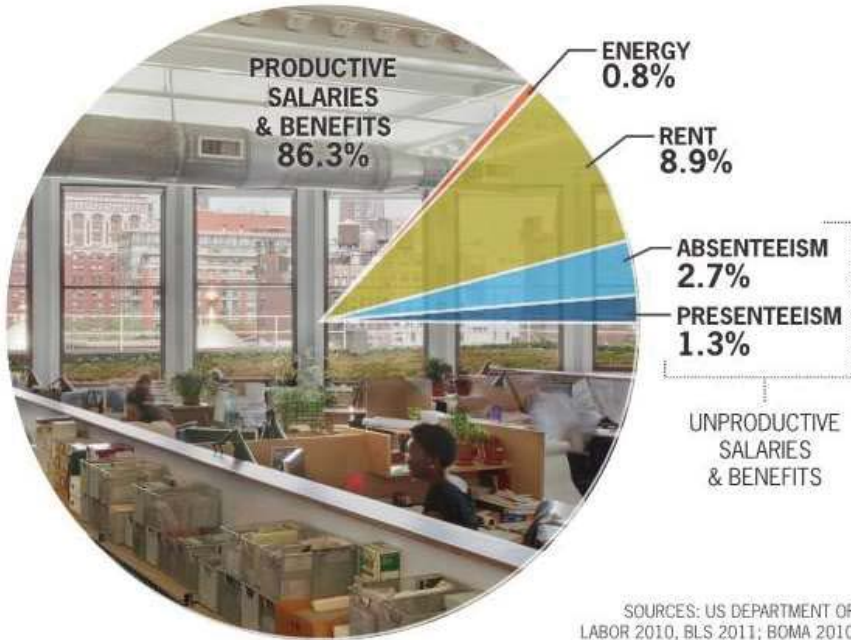 PRODUCTIVE
SALARIES
& BENEFITS
86.3%
ENERGY
0.8%
RENT
8.9%
ABSENTEEISM
2.7%
PRESENTEEISM
1.3%
UNPRODUCTIVE
SALARIES
& BENEFITS
SOURCES: US DEPARTMENT OF
LABOR 2010, BLS 2011; BOMA 2010